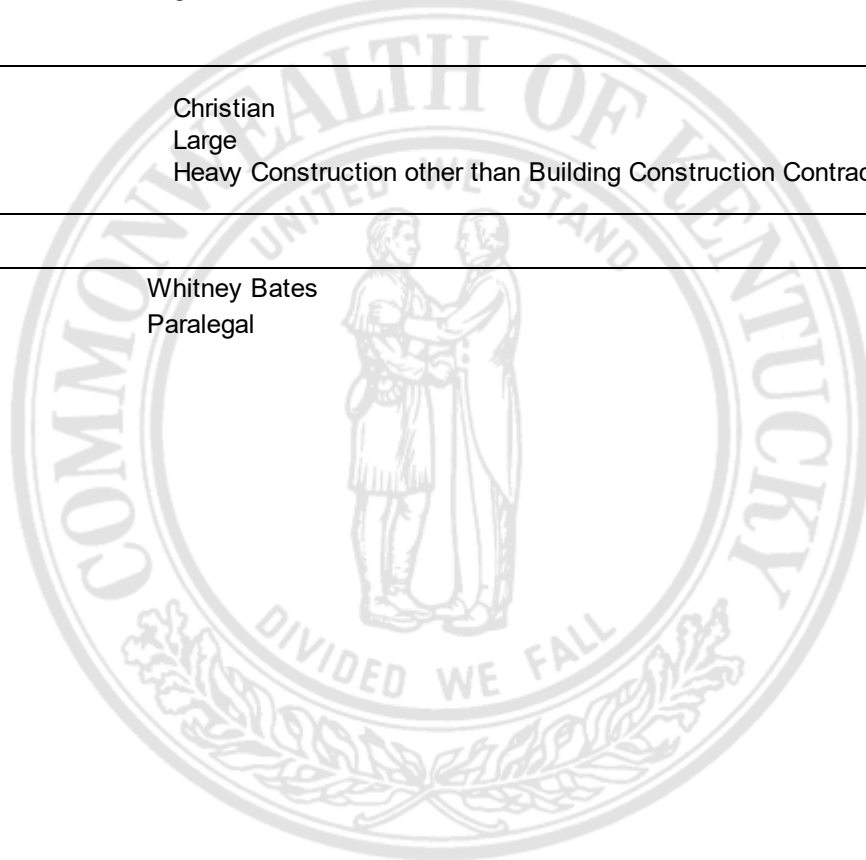 Christian
Large
Heavy Construction other than Building Construction Contrac
Whitney Bates
Paralegal
COMMONWEALTH OF KENTUCKY
UNITED WE STAND
DIVIDED WE FALL